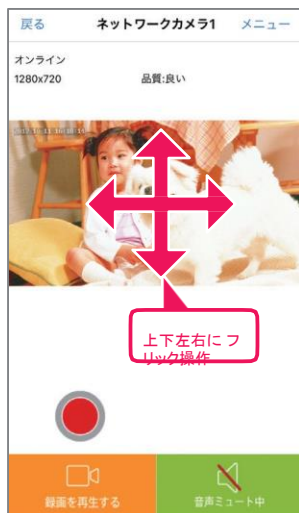 戻る ネットワークカメラ1 メニュー
オンライン
1280x720 品質:良い
上下左右に フ
リック操作
録画を再生する 音声ミュート中